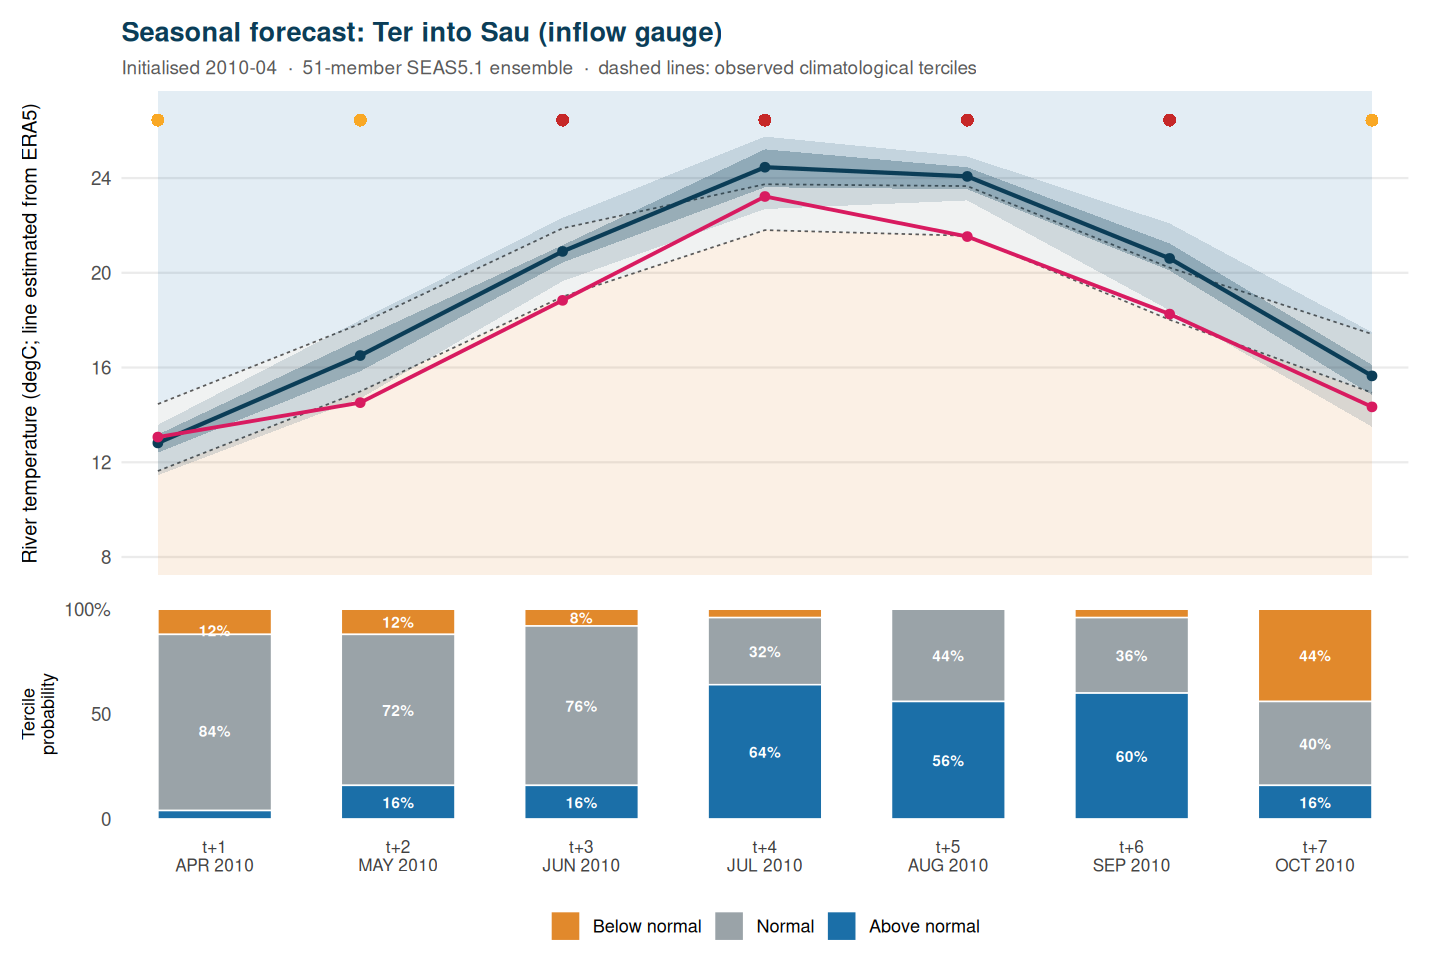 Seasonal forecast: Ter into Sau (inflow gauge)
Initialised 2010-04 · 51-member SEAS5.1 ensemble · dashed lines: observed climatological terciles
River temperature (degC; line estimated from ERA5)
24
20
16
12
8
Tercile
probability
100%
50
0
12%
84%
12%
72%
16%
8%
76%
16%
32%
64%
44%
56%
36%
60%
44%
40%
16%
t+1
APR 2010
t+2
MAY 2010
t+3
JUN 2010
t+4
JUL 2010
t+5
AUG 2010
t+6
SEP 2010
t+7
OCT 2010
Below normal
Normal
Above normal